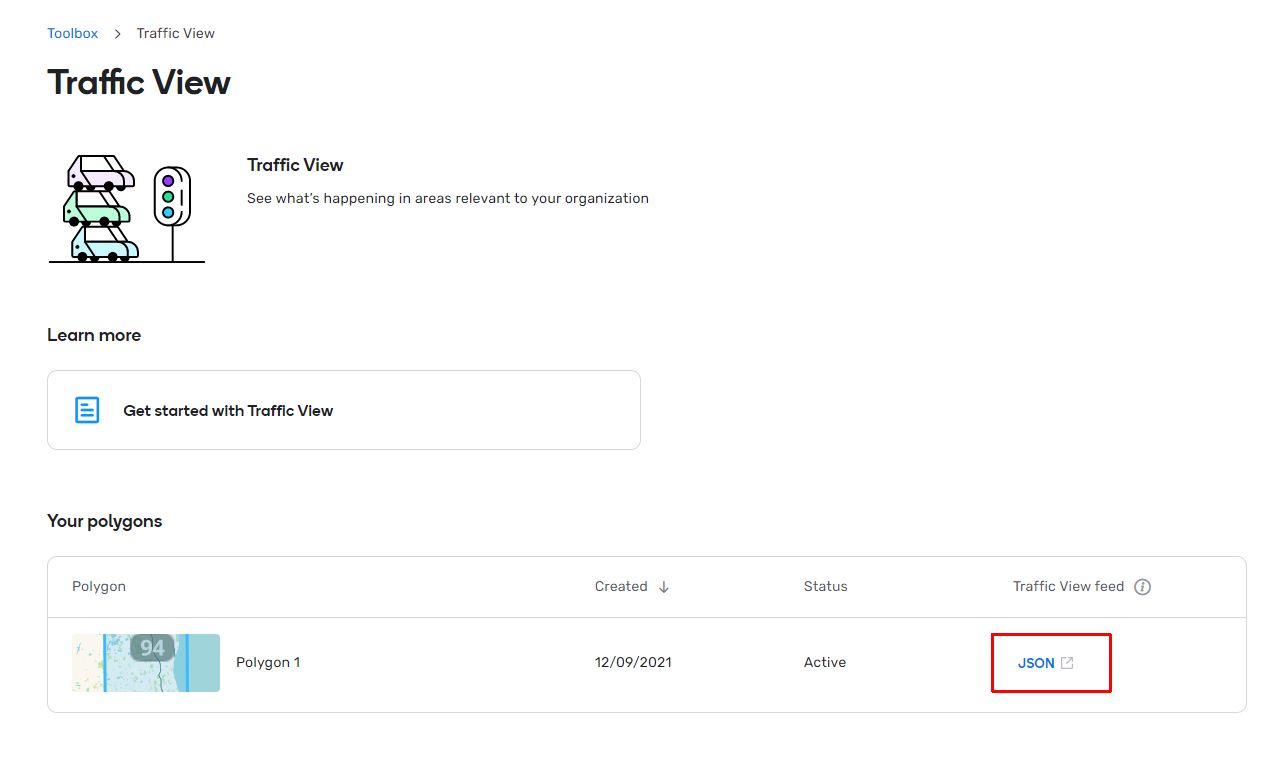 Toolbox > Traffic View
Traffic View
Traffic View
See what's happening in areas relevant to your organization
Learn more
Get started with Traffic View
Your polygons
Polygon Created ↓ Status Traffic View feed
94
Polygon 1 12/09/2021 Active JSON